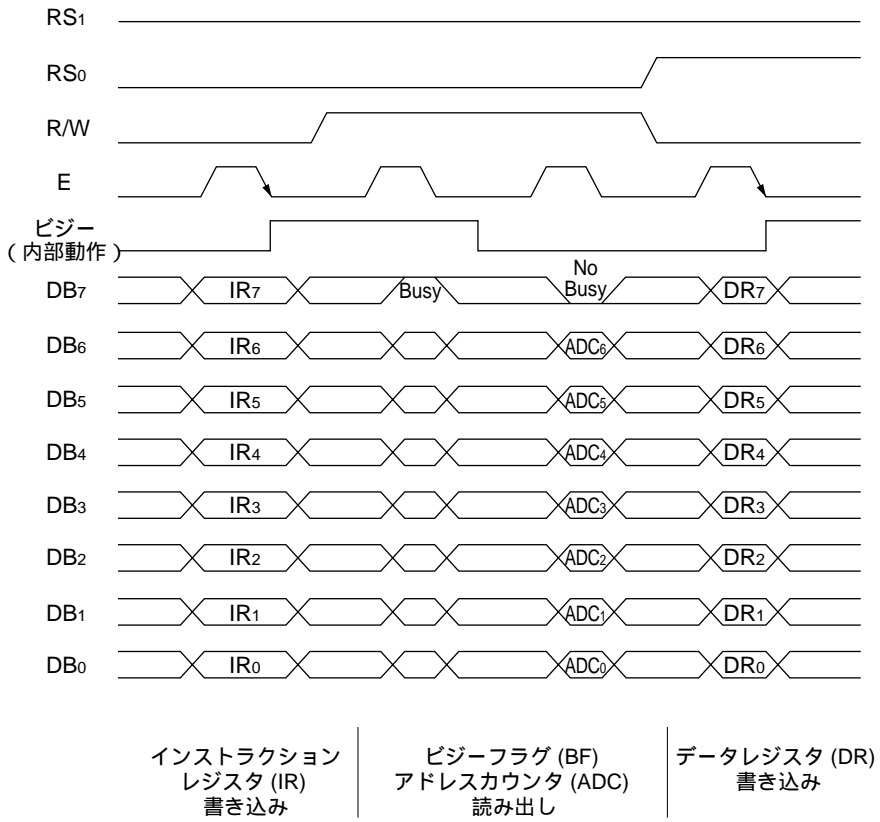 RS1
RS0
R/W
E
ビジー
(内部動作)
No
DB7 IR7 Busy Busy DR7
DB6 IR6 ADC6 DR6
DB5 IR5 ADC5 DR5
DB4 IR4 ADC4 DR4
DB3 IR3 ADC3 DR3
DB2 IR2 ADC2 DR2
DB1 IR1 ADC1 DR1
DB0 IR0 ADC0 DR0
インストラクション
レジスタ (IR)
書き込み
ビジーフラグ (BF)
アドレスカウンタ (ADC)
読み出し
データレジスタ (DR)
書き込み